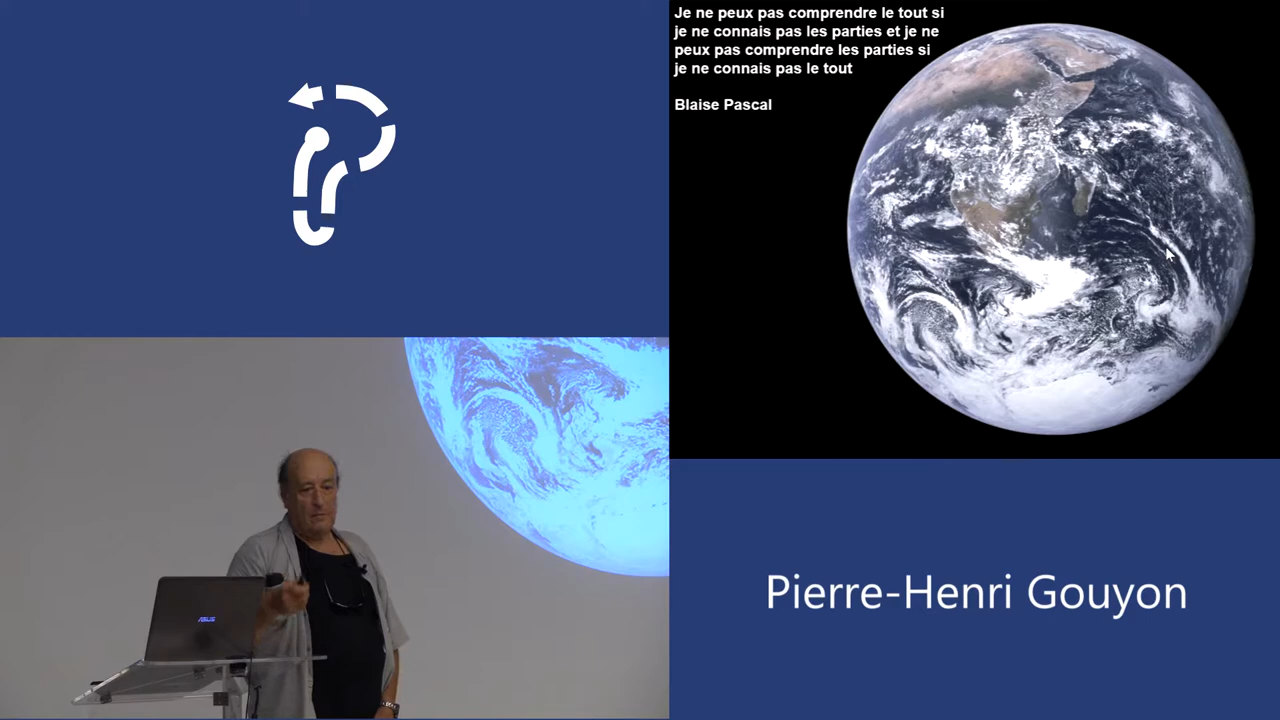 Je ne peux pas comprendre le tout si
je ne connais pas les parties et je ne
peux pas comprendre les parties si
je ne connais pas le tout
Blaise Pascal
ASUS
Pierre-Henri Gouyon